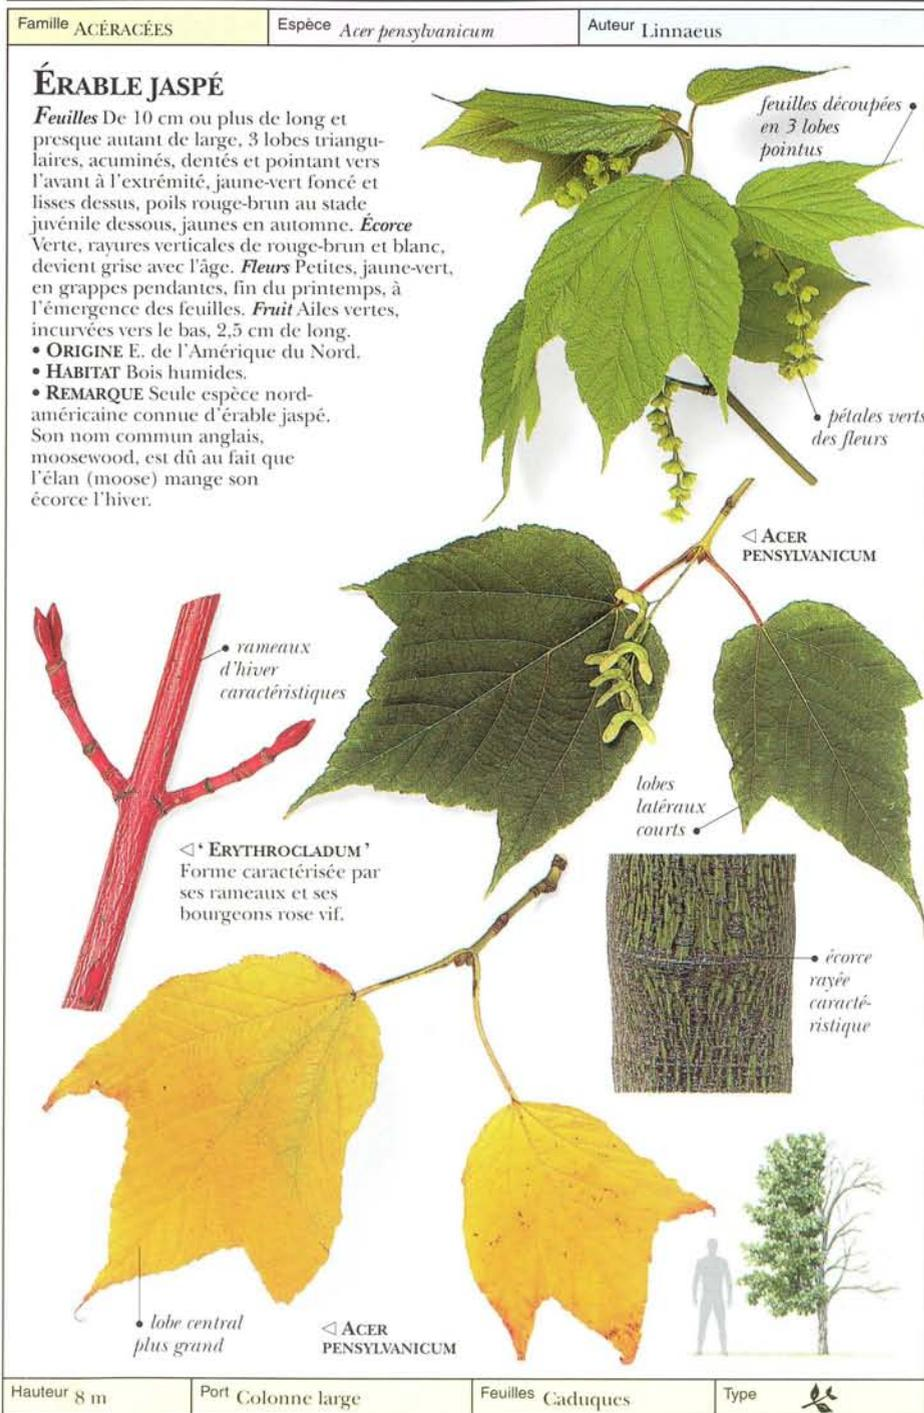 Famille ACÉRACÉES
Espèce Acer pensylvanicum
Auteur Linnaeus
ÉRABLE JASPÉ
Feuilles De 10 cm ou plus de long et
presque autant de large, 3 lobes triangu-
laires, acuminés, dentés et pointant vers
l'avant à l'extrémité, jaune-vert foncé et
lisses dessus, poils rouge-brun au stade
juvénile dessous, jaunes en automne. Écorce
Verte, rayures verticales de rouge-brun et blanc,
devient grise avec l'âge. Fleurs Petites, jaune-vert,
en grappes pendantes, fin du printemps, à
l'émergence des feuilles. Fruit Ailes vertes,
incurvées vers le bas, 2,5 cm de long.
• ORIGINE E. de l'Amérique du Nord.
• HABITAT Bois humides.
• REMARQUE Seule espèce nord-
américaine connue d'érable jaspé.
Son nom commun anglais,
moosewood, est dû au fait que
l'élan (moose) mange son
écorce l'hiver.
feuilles découpées
en 3 lobes
pointus
pétales verts
des fleurs
◁ ACER
PENSYLVANICUM
rameaux
d'hiver
caractéristiques
lobes
latéraux
courts
◁ ' ERYTHROCLADUM '
Forme caractérisée par
ses rameaux et ses
bourgeons rose vif.
écorce
rayée
caracté-
ristique
lobe central
plus grand
◁ ACER
PENSYLVANICUM
Hauteur 8 m
Port Colonne large
Feuilles Caduques
Type